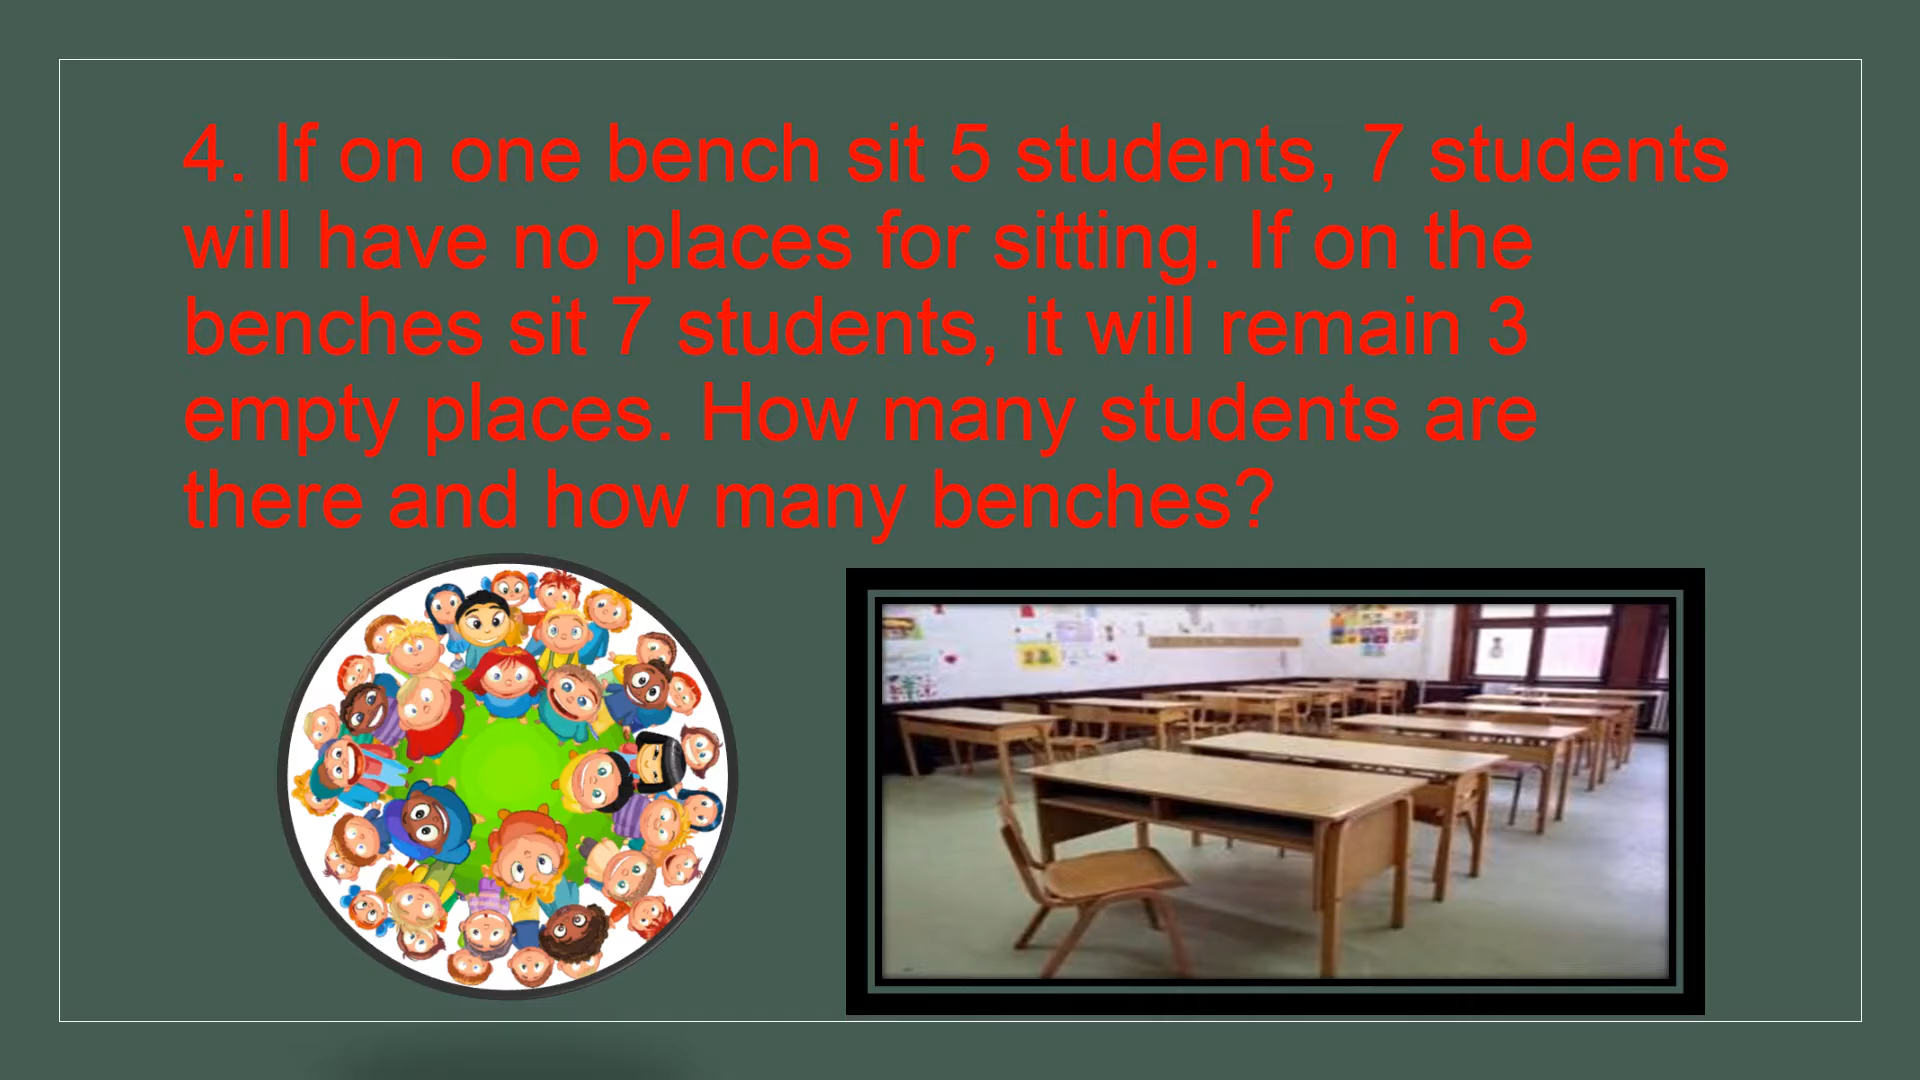 4. If on one bench sit 5 students, 7 students
will have no places for sitting. If on the
benches sit 7 students, it will remain 3
empty places. How many students are
there and how many benches?